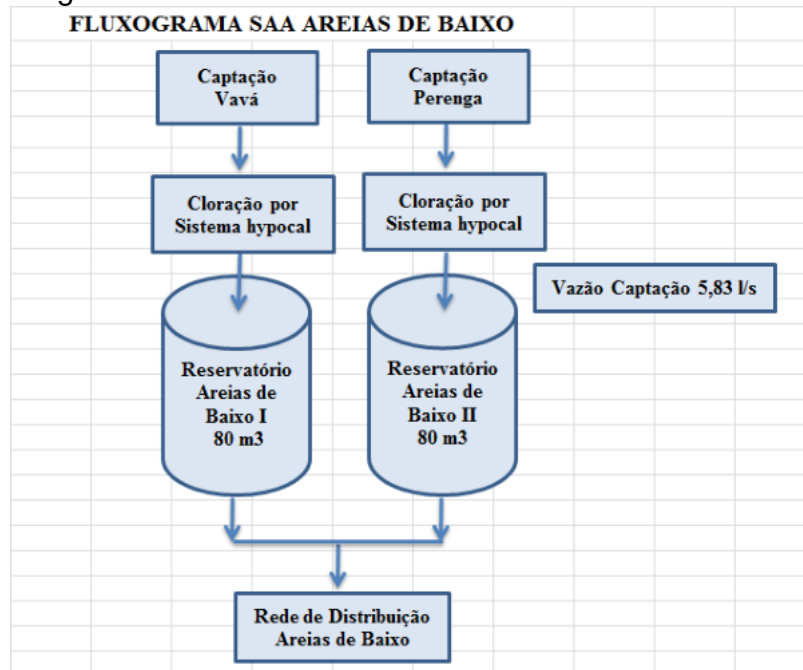 FLUXOGRAMA SAA AREIAS DE BAIXO
Captação
Vavá
Captação
Perenga
Cloração por
Sistema hypocal
Cloração por
Sistema hypocal
Vazão Captação 5,83 l/s
Reservatório
Areias de
Baixo I
80 m3
Reservatório
Areias de
Baixo II
80 m3
Rede de Distribuição
Areias de Baixo